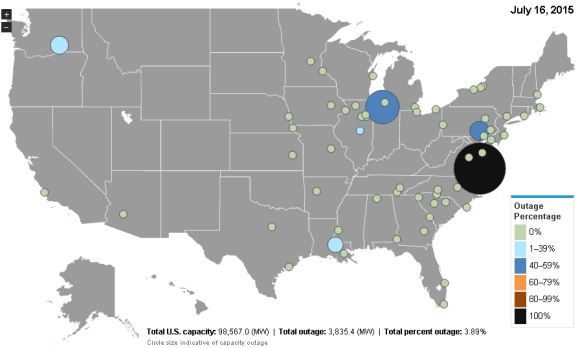 +
July 16, 2015
−
Outage
Percentage
0%
1–39%
40–59%
60–79%
80–99%
100%
Total U.S. capacity: 98,567.0 (MW) | Total outage: 3,835.4 (MW) | Total percent outage: 3.89%
Circle size indicative of capacity outage